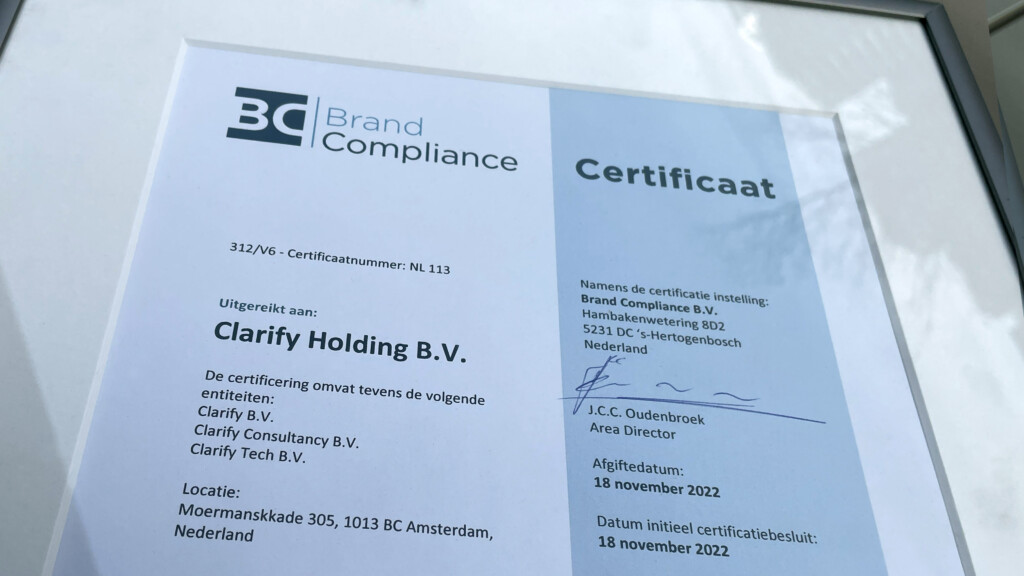 BC Brand
Compliance
312/V6 - Certificaatnummer: NL 113
Uitgereikt aan:
Clarify Holding B.V.
De certificering omvat tevens de volgende
entiteiten:
Clarify B.V.
Clarify Consultancy B.V.
Clarify Tech B.V.
Locatie:
Moermanskkade 305, 1013 BC Amsterdam,
Nederland
Certificaat
Namens de certificatie instelling:
Brand Compliance B.V.
Hambakenwetering 8D2
5231 DC ‘s-Hertogenbosch
Nederland
J.C.C. Oudenbroek
Area Director
Afgiftedatum:
18 november 2022
Datum initieel certificatiebesluit:
18 november 2022